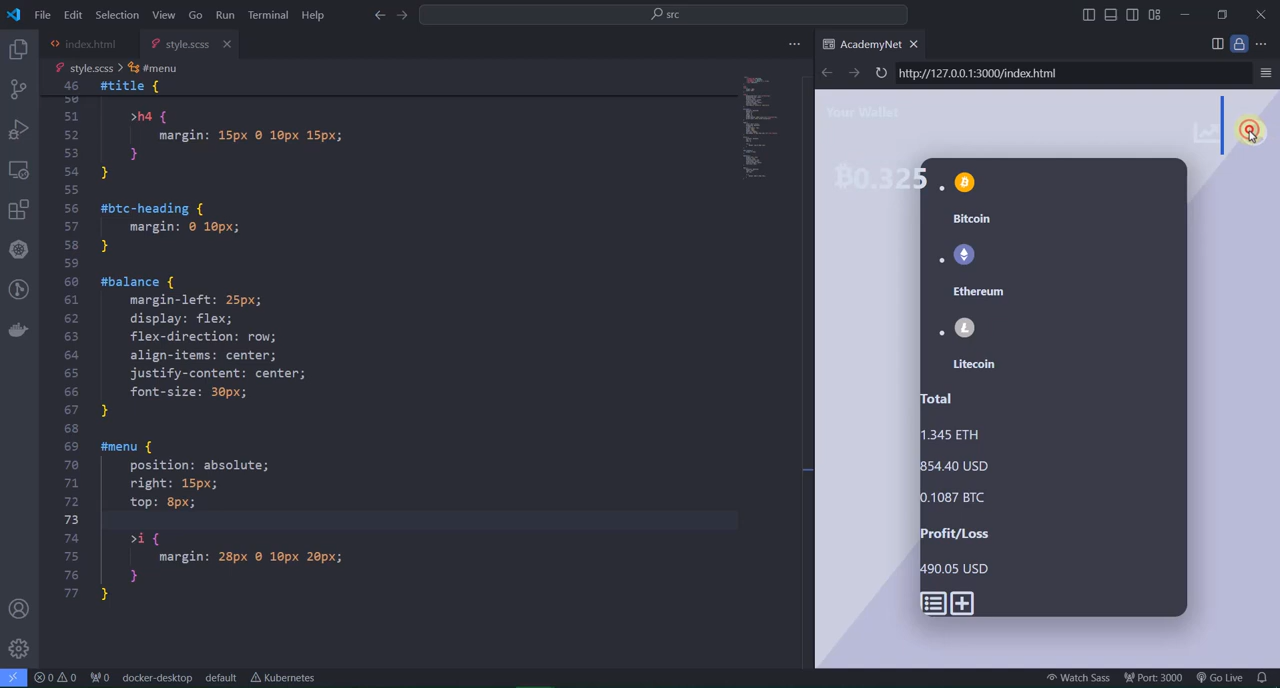 File Edit Selection View Go Run Terminal Help
src
index.html
style.scss
AcademyNet
style.scss > #menu
http://127.0.0.1:3000/index.html
46 #title {
50
51 >h4 {
52 margin: 15px 0 10px 15px;
53 }
54 }
55
56 #btc-heading {
57 margin: 0 10px;
58 }
59
60 #balance {
61 margin-left: 25px;
62 display: flex;
63 flex-direction: row;
64 align-items: center;
65 justify-content: center;
66 font-size: 30px;
67 }
68
69 #menu {
70 position: absolute;
71 right: 15px;
72 top: 8px;
73
74 >i {
75 margin: 28px 0 10px 20px;
76 }
77 }
Your Wallet
₿0.325
Bitcoin
Ethereum
Litecoin
Total
1.345 ETH
854.40 USD
0.1087 BTC
Profit/Loss
490.05 USD
0 0 0 docker-desktop default Kubernetes
Watch Sass Port: 3000 Go Live